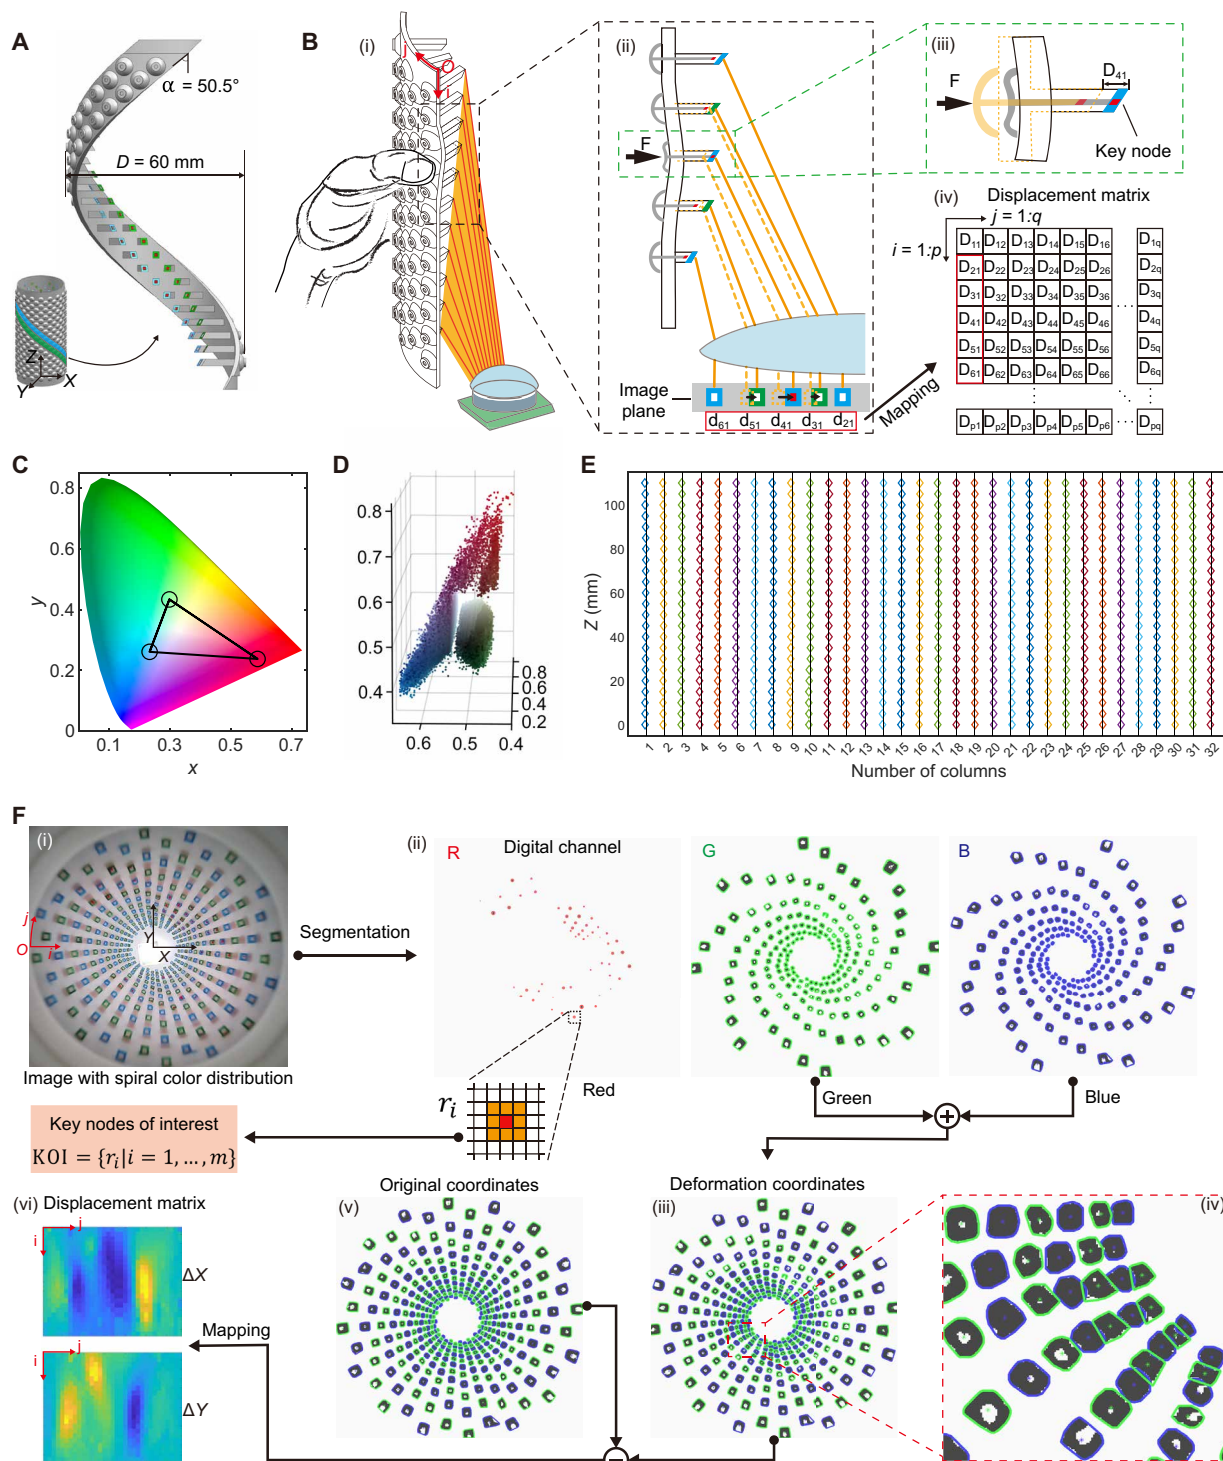 A
α = 50.5°
D = 60 mm
Z
Y
X
B
(i)
j
O
i
(ii)
F
Image
plane
d61
d51
d41
d31
d21
Mapping
(iii)
F
D41
Key node
(iv)
Displacement matrix
j = 1:q
i = 1:p
D11 D12 D13 D14 D15 D16 D1q
D21 D22 D23 D24 D25 D26 D2q
D31 D32 D33 D34 D35 D36 ... D3q
D41 D42 D43 D44 D45 D46 D4q
D51 D52 D53 D54 D55 D56 D5q
D61 D62 D63 D64 D65 D66 D6q
Dp1 Dp2 Dp3 Dp4 Dp5 Dp6 ... Dpq
C
0.8
0.6
y
0.4
0.2
0
0.1 0.3 0.5 0.7
x
D
0.8
0.7
0.6
0.5
0.4
0.8
0.6
0.4
0.2
0.6 0.5 0.4
E
100
80
60
40
20
0
Z (mm)
1 2 3 4 5 6 7 8 9 10 11 12 13 14 15 16 17 18 19 20 21 22 23 24 25 26 27 28 29 30 31 32
Number of columns
F
(i)
j
O
i
Y
X
Image with spiral color distribution
Segmentation
(ii)
R
Digital channel
G
B
Red
Green
Blue
ri
Key nodes of interest
KOI = {ri|i = 1, ..., m}
(vi)
Displacement matrix
i
j
ΔX
i
j
ΔY
Mapping
Original coordinates
(v)
Deformation coordinates
(iii)
(iv)